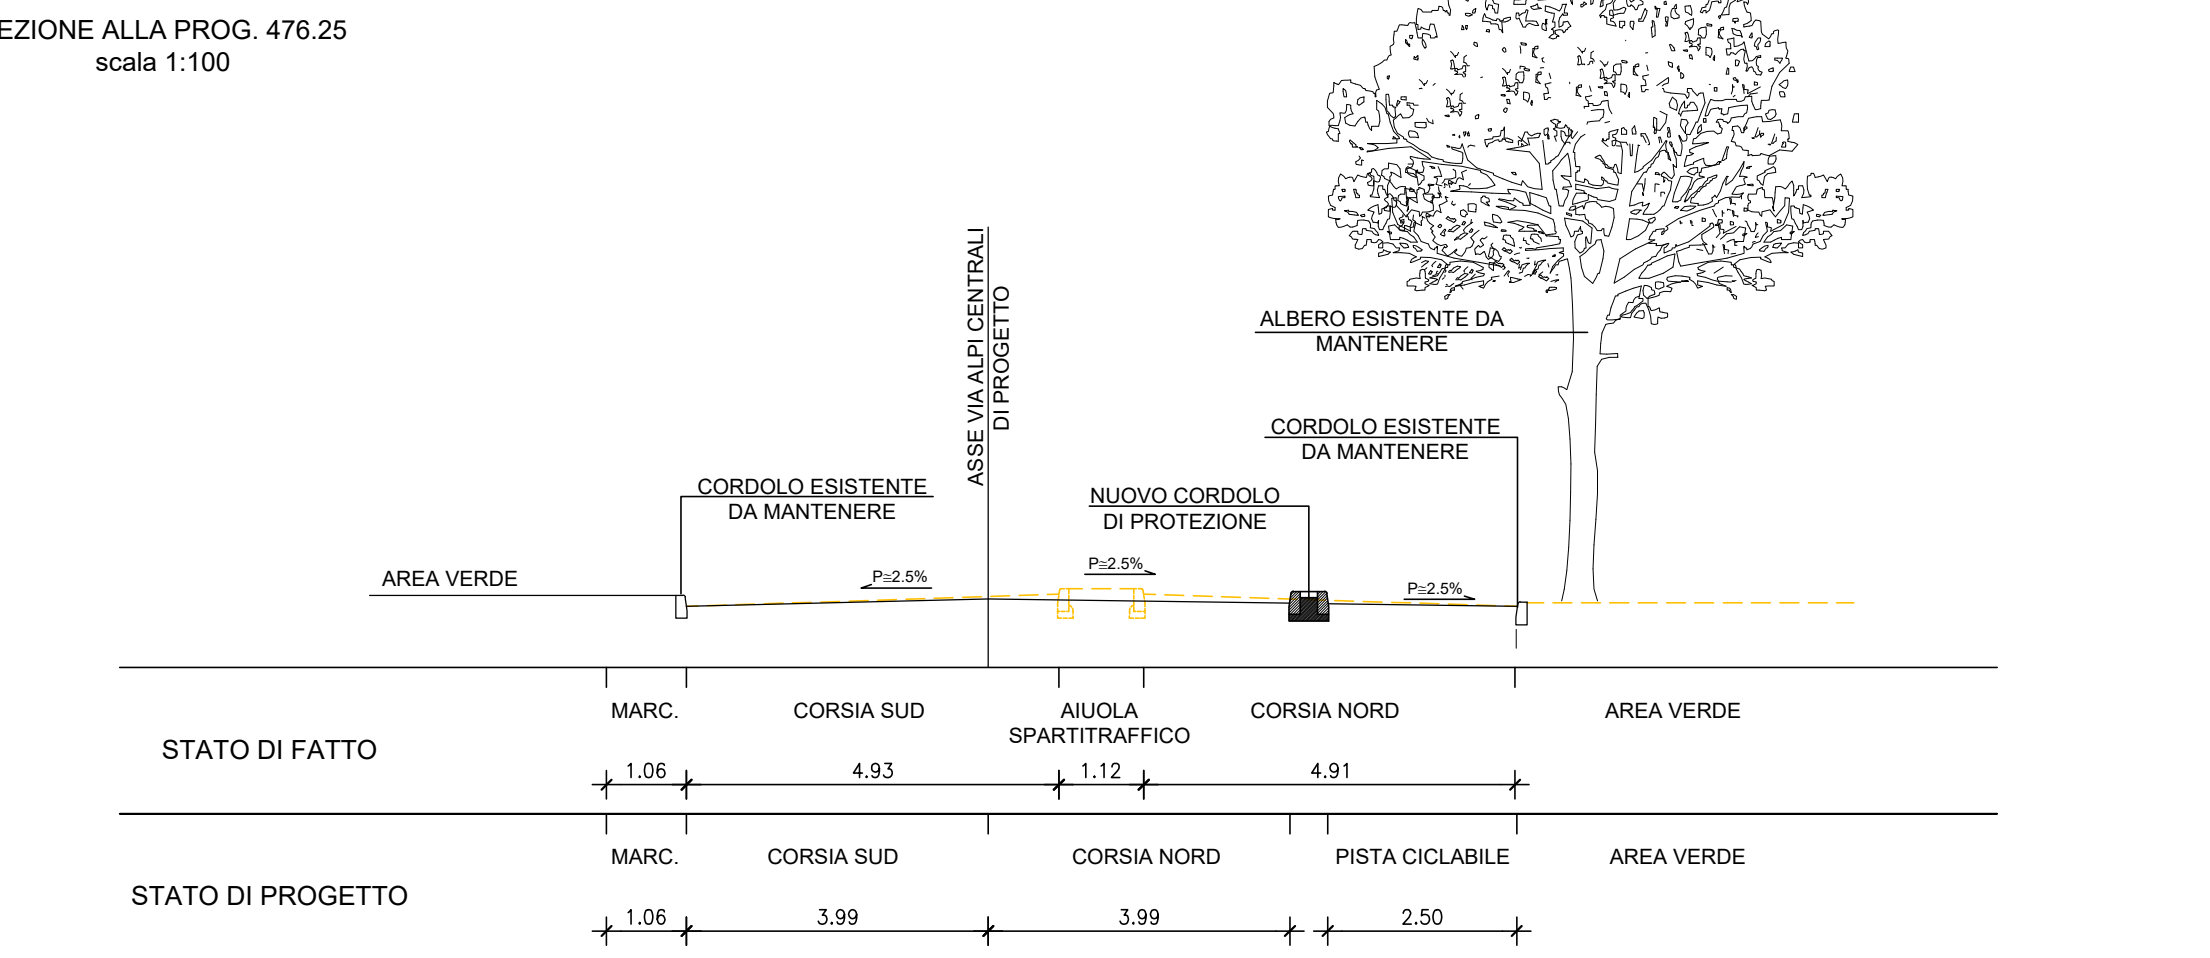 EZIONE ALLA PROG. 476.25
scala 1:100
ASSE VIA ALPI CENTRALI
DI PROGETTO
ALBERO ESISTENTE DA
MANTENERE
CORDOLO ESISTENTE
DA MANTENERE
CORDOLO ESISTENTE
DA MANTENERE
NUOVO CORDOLO
DI PROTEZIONE
AREA VERDE
P≅2.5%
P≅2.5%
P≅2.5%
MARC.
CORSIA SUD
AIUOLA
SPARTITRAFFICO
CORSIA NORD
AREA VERDE
STATO DI FATTO
1.06
4.93
1.12
4.91
MARC.
CORSIA SUD
CORSIA NORD
PISTA CICLABILE
AREA VERDE
STATO DI PROGETTO
1.06
3.99
3.99
2.50